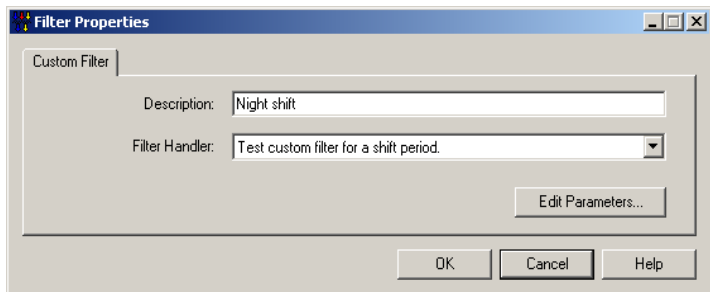 Filter Properties
Custom Filter
Description: Night shift
Filter Handler: Test custom filter for a shift period.
Edit Parameters...
OK Cancel Help